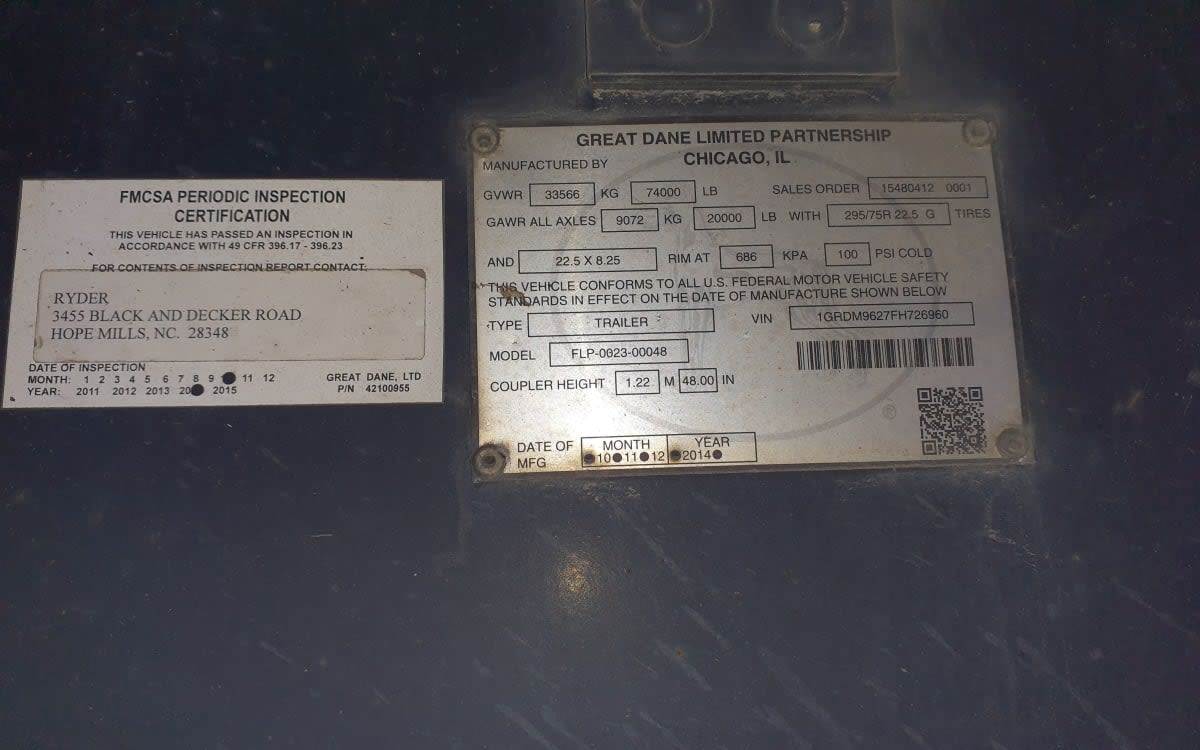 FMCSA PERIODIC INSPECTION
CERTIFICATION
THIS VEHICLE HAS PASSED AN INSPECTION IN
ACCORDANCE WITH 49 CFR 396.17 - 396.23
FOR CONTENTS OF INSPECTION REPORT CONTACT:
RYDER
3455 BLACK AND DECKER ROAD
HOPE MILLS, NC. 28348
DATE OF INSPECTION
MONTH: 1 2 3 4 5 6 7 8 9 11 12
YEAR: 2011 2012 2013 20 2015
GREAT DANE, LTD
P/N 42100955
GREAT DANE LIMITED PARTNERSHIP
MANUFACTURED BY CHICAGO, IL
GVWR 33566 KG 74000 LB SALES ORDER 15480412 0001
GAWR ALL AXLES 9072 KG 20000 LB WITH 295/75R 22.5 G TIRES
AND 22.5 X 8.25 RIM AT 686 KPA 100 PSI COLD
THIS VEHICLE CONFORMS TO ALL U.S. FEDERAL MOTOR VEHICLE SAFETY
STANDARDS IN EFFECT ON THE DATE OF MANUFACTURE SHOWN BELOW
TYPE TRAILER VIN 1GRDM9627FH726960
MODEL FLP-0023-00048
COUPLER HEIGHT 1.22 M 48.00 IN
DATE OF MFG MONTH YEAR
10 11 12 2014